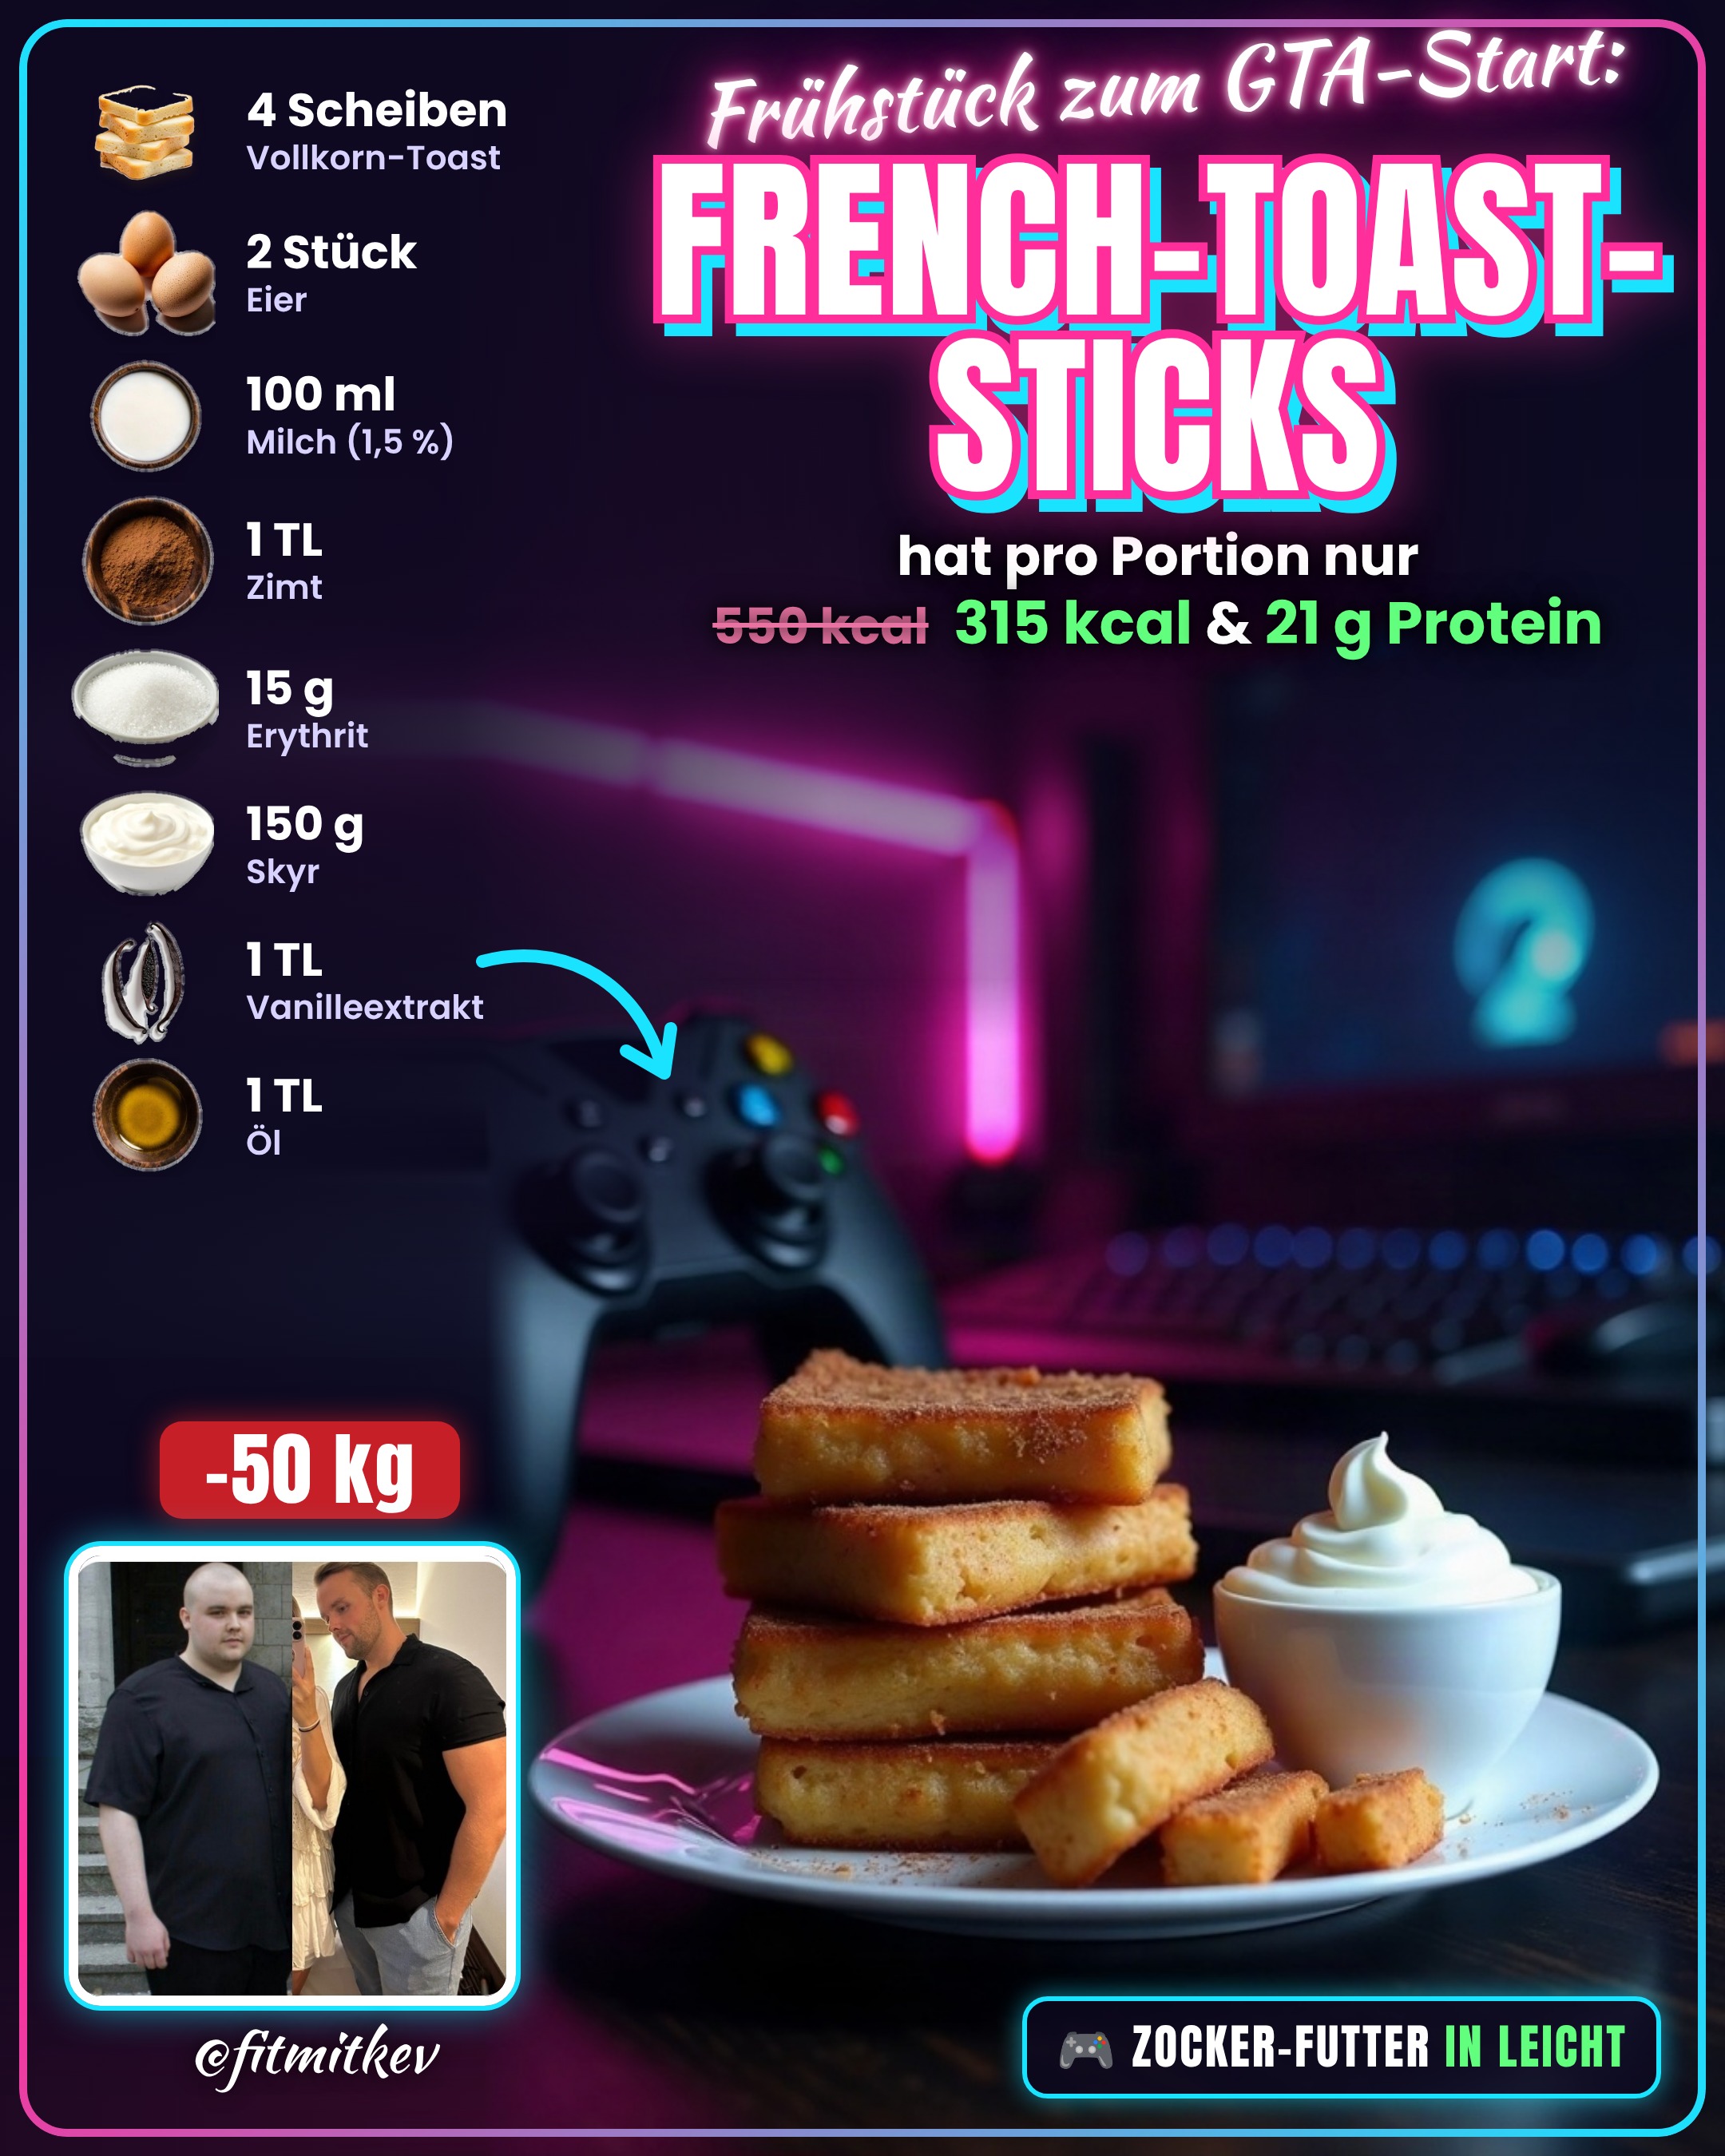 Frühstück zum GTA-Start:
FRENCH-TOAST-
STICKS
hat pro Portion nur
550 kcal 315 kcal & 21 g Protein
4 Scheiben
Vollkorn-Toast
2 Stück
Eier
100 ml
Milch (1,5 %)
1 TL
Zimt
15 g
Erythrit
150 g
Skyr
1 TL
Vanilleextrakt
1 TL
Öl
-50 kg
@fitmitkev
ZOCKER-FUTTER IN LEICHT